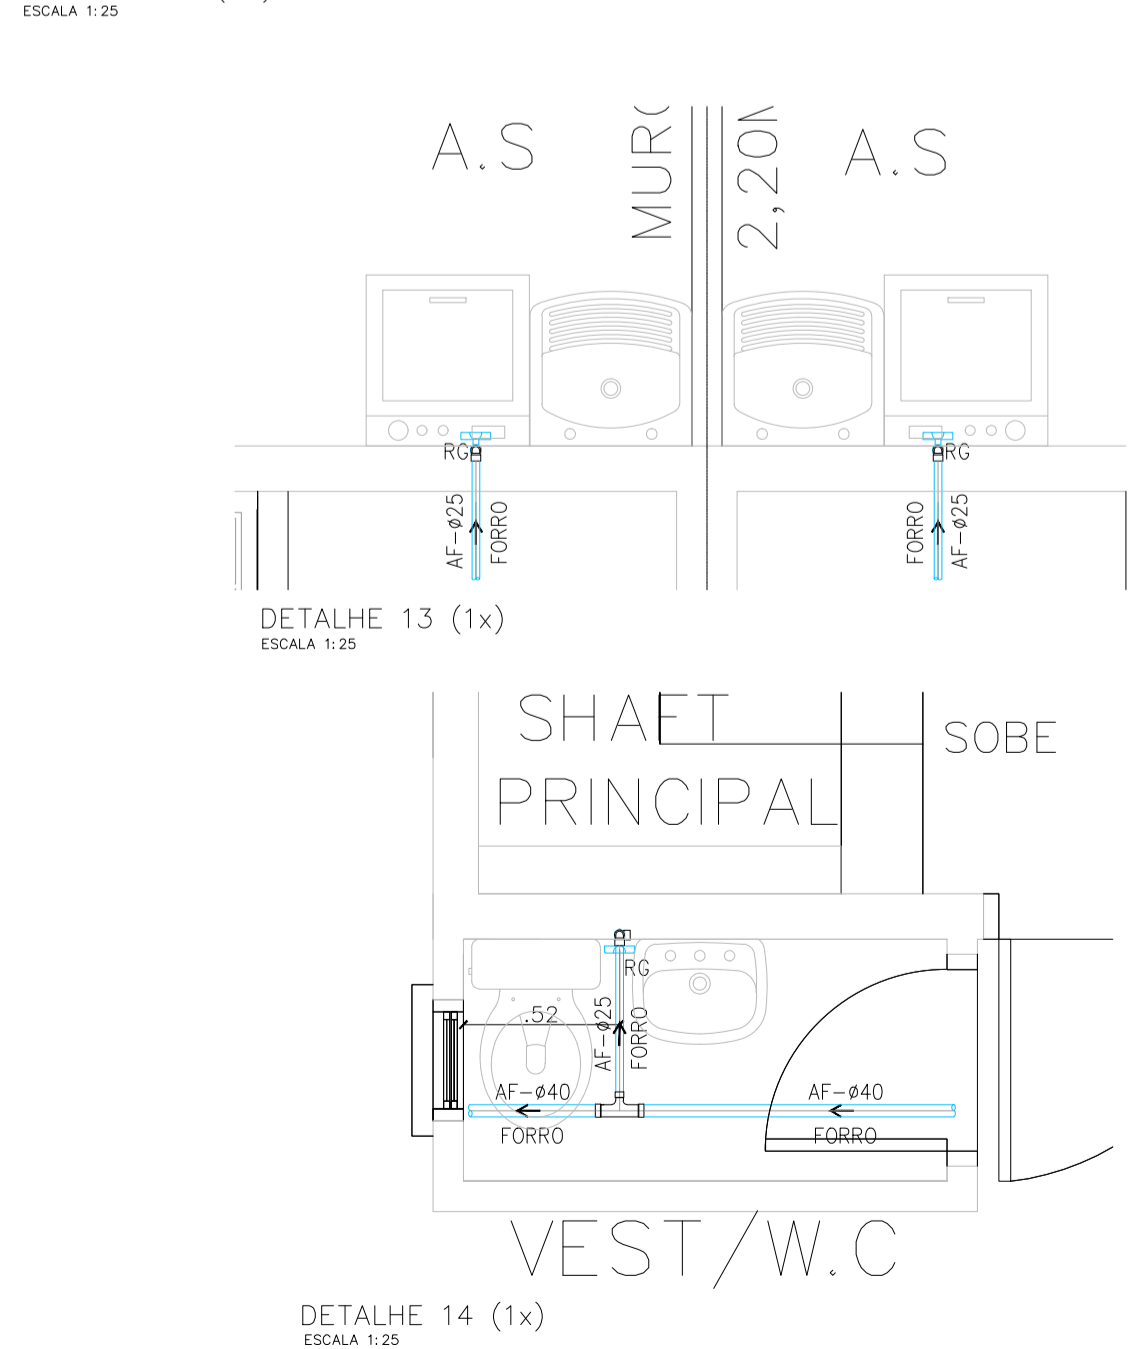 ESCALA 1:25
A.S
A.S
2,20
RG
RG
AF-ø25
FORRO
FORRO
AF-ø25
DETALHE 13 (1x)
ESCALA 1:25
SHAFT
PRINCIPAL
SOBE
RG
.52
AF-ø25
FORRO
AF-ø40
AF-ø40
FORRO
FORRO
VEST/W.C
DETALHE 14 (1x)
ESCALA 1:25